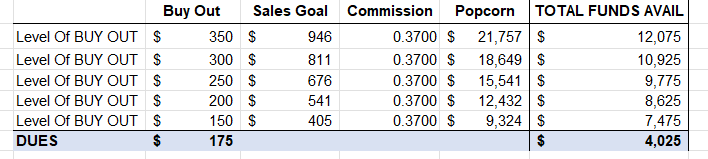 Buy Out Sales Goal Commission Popcorn TOTAL FUNDS AVAIL
Level Of BUY OUT $ 350 $ 946 0.3700 $ 21,757 $ 12,075
Level Of BUY OUT $ 300 $ 811 0.3700 $ 18,649 $ 10,925
Level Of BUY OUT $ 250 $ 676 0.3700 $ 15,541 $ 9,775
Level Of BUY OUT $ 200 $ 541 0.3700 $ 12,432 $ 8,625
Level Of BUY OUT $ 150 $ 405 0.3700 $ 9,324 $ 7,475
DUES $ 175 $ 4,025